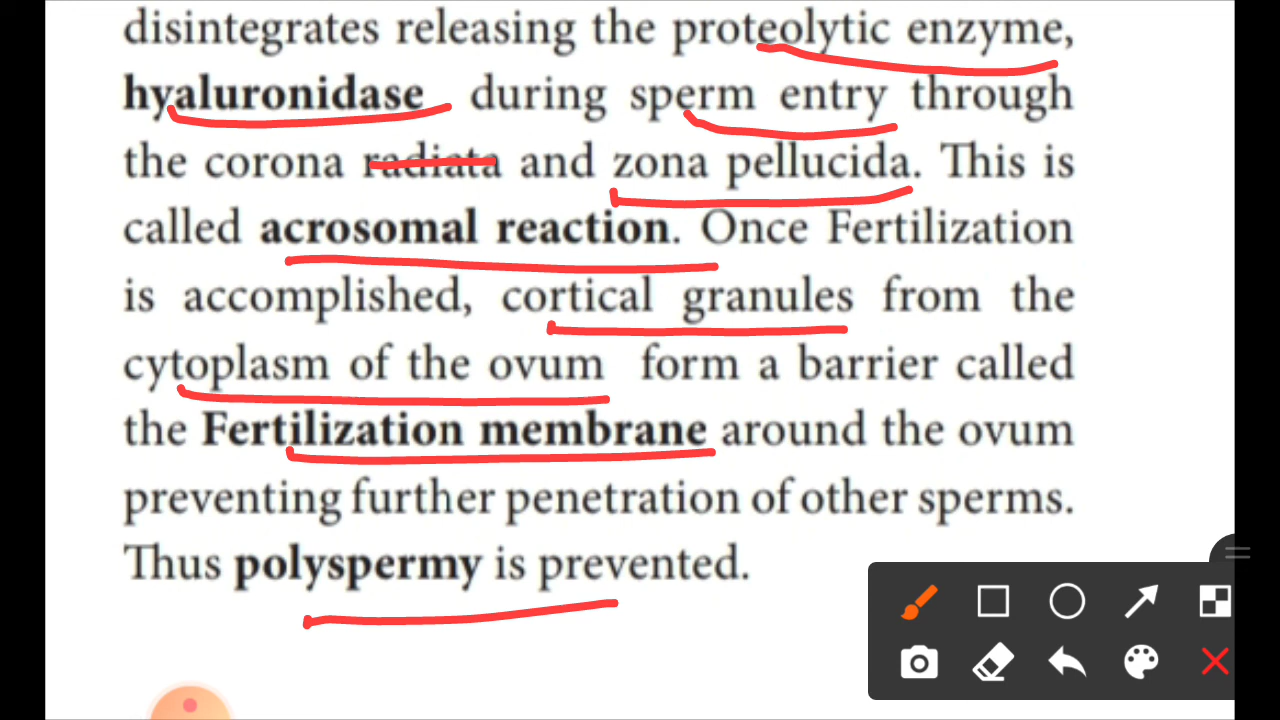 disintegrates releasing the proteolytic enzyme,
hyaluronidase during sperm entry through
the corona radiata and zona pellucida. This is
called acrosomal reaction. Once Fertilization
is accomplished, cortical granules from the
cytoplasm of the ovum form a barrier called
the Fertilization membrane around the ovum
preventing further penetration of other sperms.
Thus polyspermy is prevented.